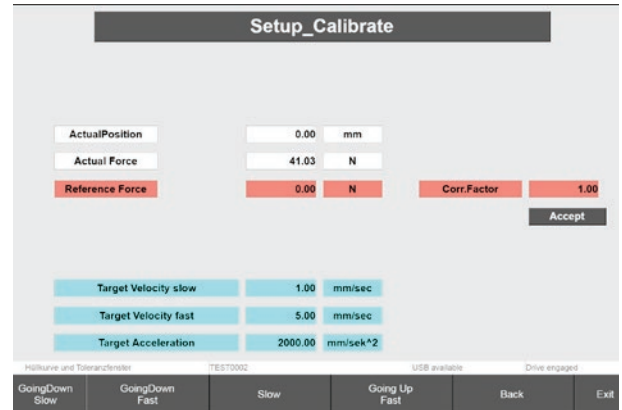 Setup_Calibrate
ActualPosition 0.00 mm
Actual Force 41.03 N
Reference Force 0.00 N Corr.Factor 1.00
Accept
Target Velocity slow 1.00 mm/sec
Target Velocity fast 5.00 mm/sec
Target Acceleration 2000.00 mm/sek^2
Hüllkurve und Toleranzfenster TEST0002 USB available Drive engaged
GoingDown Slow GoingDown Fast Slow Going Up Fast Back Exit